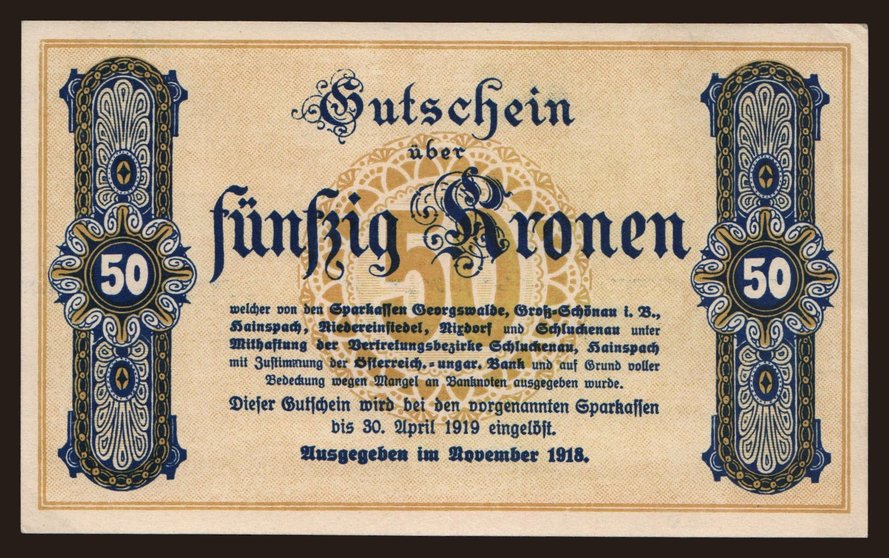 Gutschein
über
fünfzig Kronen
50
50
50
welcher von den Sparkassen Georgswalde, Groß-Schönau i. B.,
Hainspach, Niedereinsiedel, Nixdorf und Schluckenau unter
Mithaftung der Vertretungsbezirke Schluckenau, Hainspach
mit Zustimmung der Österreich.-ungar. Bank und auf Grund voller
Bedeckung wegen Mangel an Banknoten ausgegeben wurde.
Dieser Gutschein wird bei den vorgenannten Sparkassen
bis 30. April 1919 eingelöst.
Ausgegeben im November 1918.